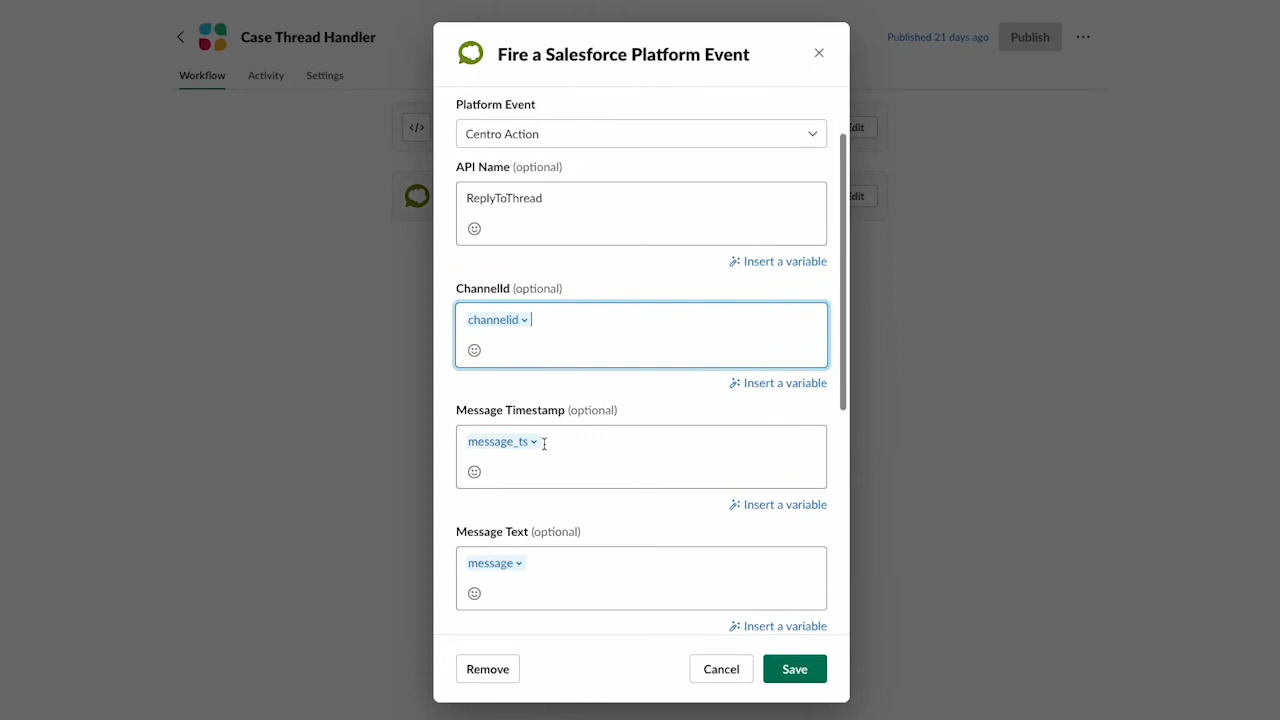 Case Thread Handler
Published 21 days ago
Publish
Workflow
Activity
Settings
</>
Edit
Edit
Fire a Salesforce Platform Event
Platform Event
Centro Action
API Name (optional)
ReplyToThread
Insert a variable
ChannelId (optional)
channelid
Insert a variable
Message Timestamp (optional)
message_ts
Insert a variable
Message Text (optional)
message
Insert a variable
Remove
Cancel
Save